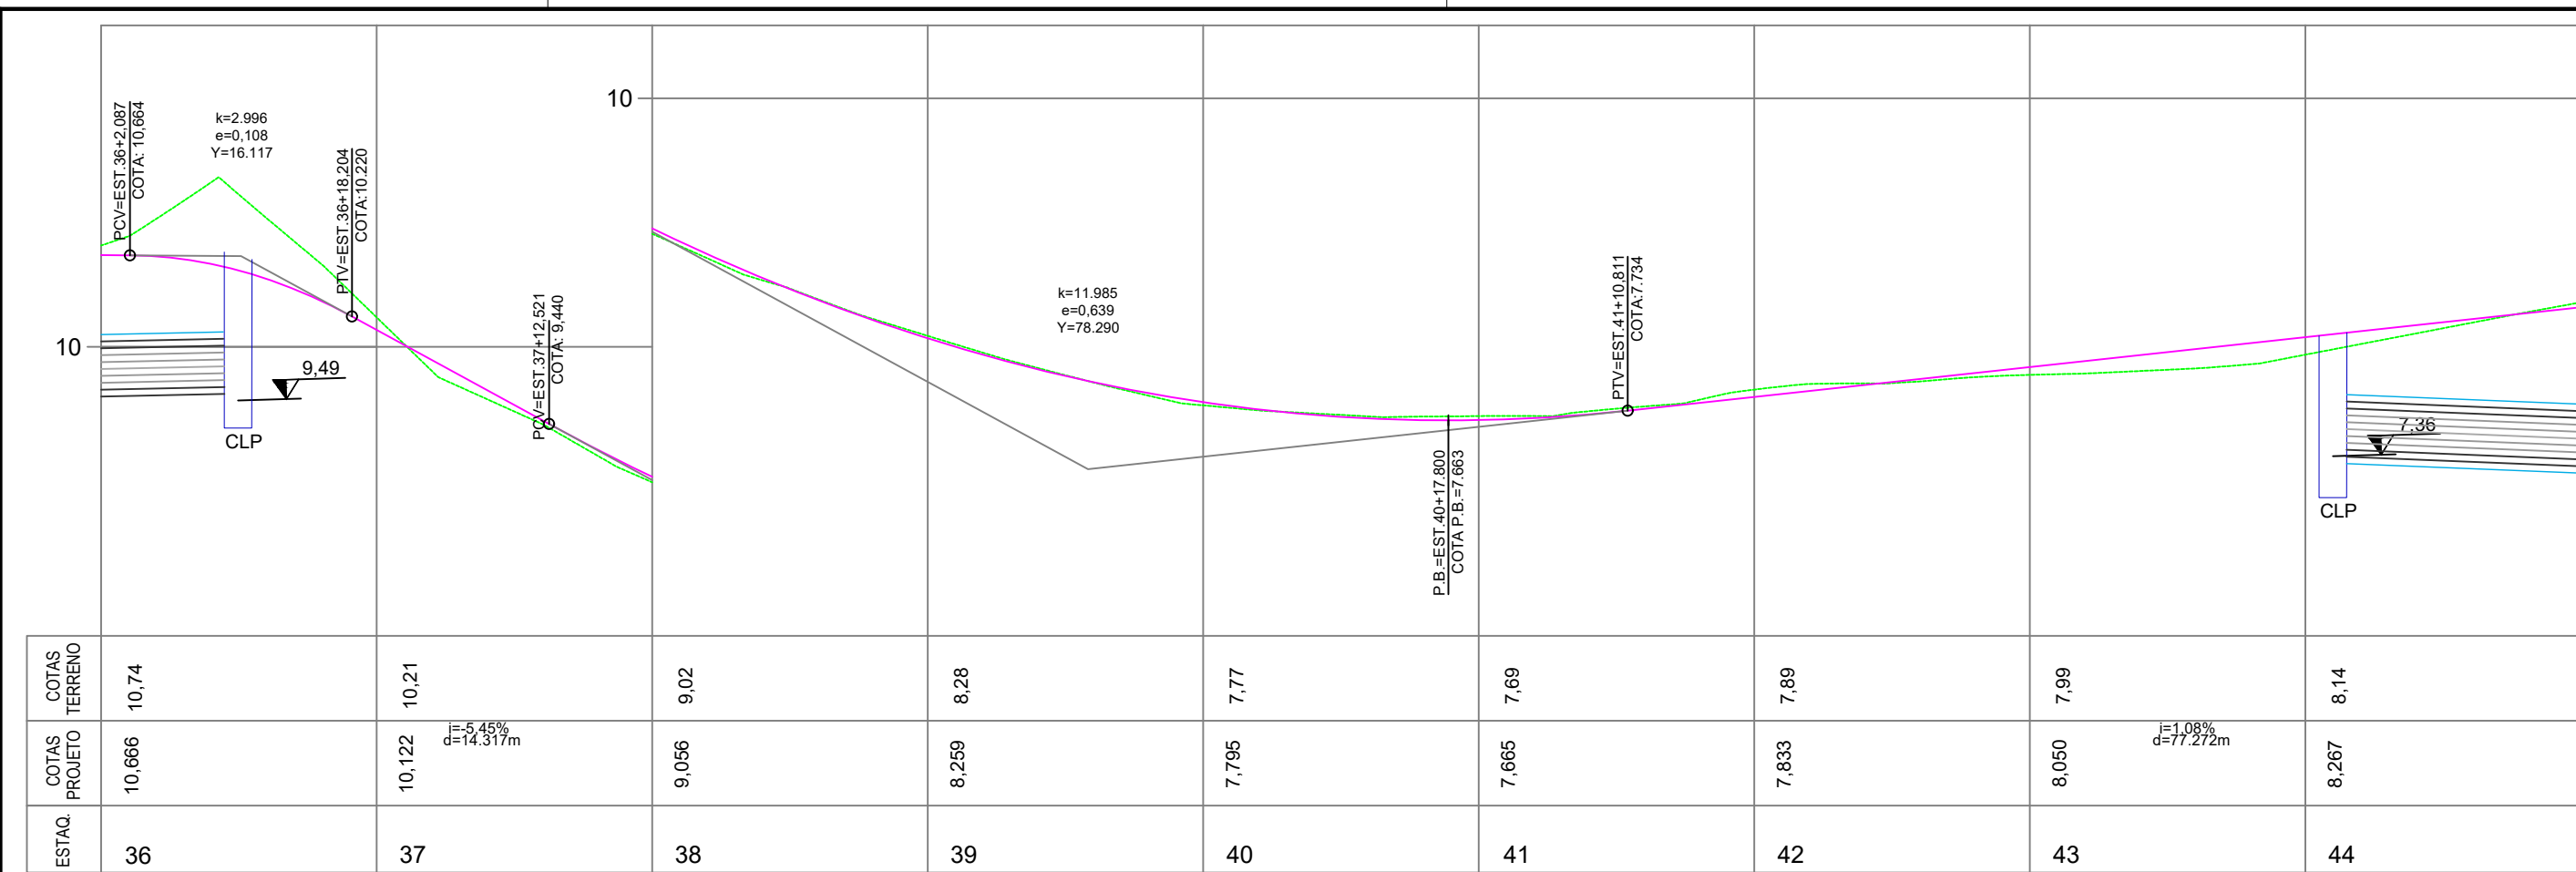 PCV=EST.36+2,087
COTA: 10,664
k=2.996
e=0,108
Y=16.117
PTV=EST.36+18,204
COTA:10.220
10
10
9,49
CLP
PCV=EST.37+12,521
COTA: 9,440
k=11.985
e=0,639
Y=78.290
P.B.=EST.40+17.800
COTA P.B.=7.663
PTV=EST.41+10,811
COTA:7.734
7,36
CLP
COTAS
TERRENO
10,74
10,21
9,02
8,28
7,77
7,69
7,89
7,99
8,14
COTAS
PROJETO
10,666
10,122
i=-5,45%
d=14.317m
9,056
8,259
7,795
7,665
7,833
8,050
i=1,08%
d=77.272m
8,267
ESTAQ.
36
37
38
39
40
41
42
43
44